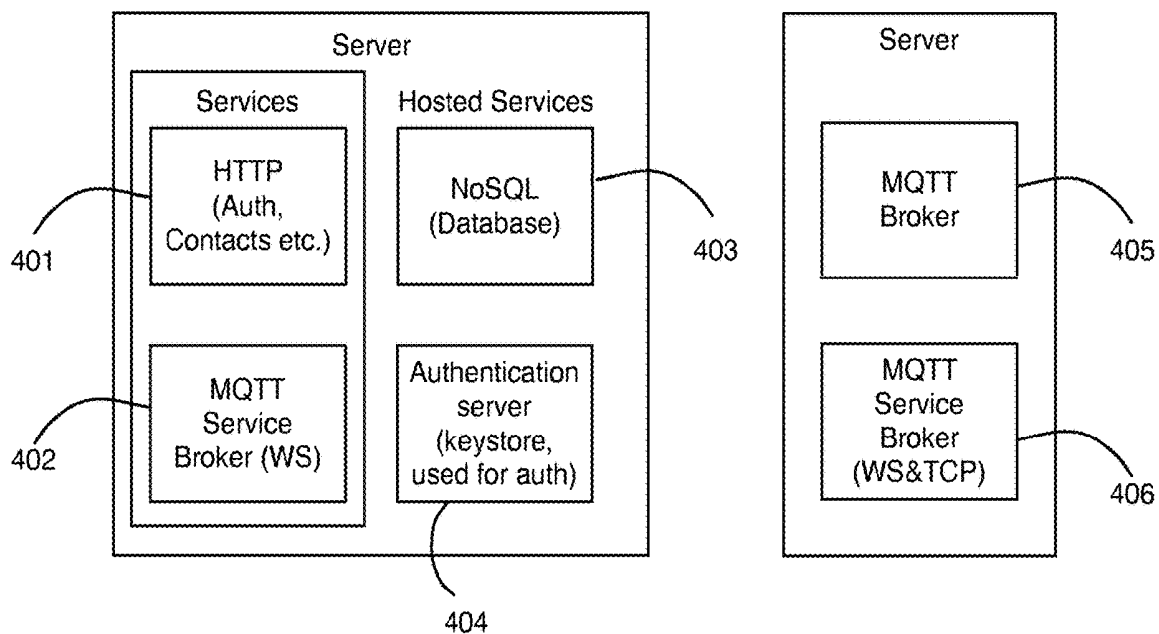 Server
Services
HTTP
(Auth,
Contacts etc.)
401
MQTT
Service
Broker (WS)
402
Hosted Services
NoSQL
(Database)
403
Authentication
server
(keystore,
used for auth)
404
Server
MQTT
Broker
405
MQTT
Service
Broker
(WS&TCP)
406